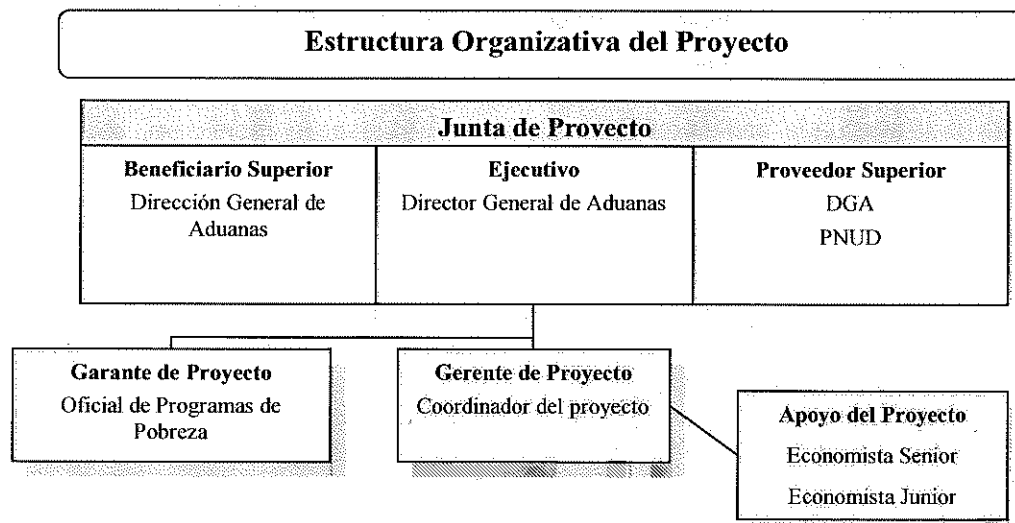 Estructura Organizativa del Proyecto
Junta de Proyecto
Beneficiario Superior
Dirección General de
Aduanas
Ejecutivo
Director General de Aduanas
Proveedor Superior
DGA
PNUD
Garante de Proyecto
Oficial de Programas de
Pobreza
Gerente de Proyecto
Coordinador del proyecto
Apoyo del Proyecto
Economista Senior
Economista Junior